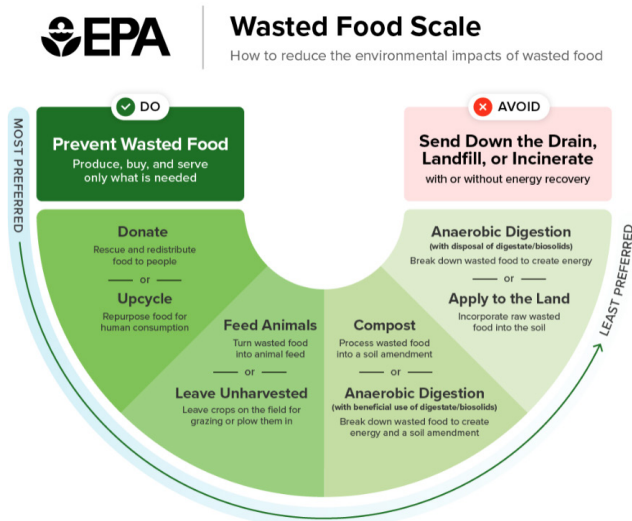 EPA
Wasted Food Scale
How to reduce the environmental impacts of wasted food
DO
AVOID
MOST PREFERRED
Prevent Wasted Food
Produce, buy, and serve
only what is needed
Send Down the Drain,
Landfill, or Incinerate
with or without energy recovery
Donate
Rescue and redistribute
food to people
or
Upcycle
Repurpose food for
human consumption
Feed Animals
Turn wasted food
into animal feed
or
Leave Unharvested
Leave crops on the field for
grazing or plow them in
Compost
Process wasted food
into a soil amendment
or
Anaerobic Digestion
(with beneficial use of digestate/biosolids)
Break down wasted food to create
energy and a soil amendment
Anaerobic Digestion
(with disposal of digestate/biosolids)
Break down wasted food to create energy
or
Apply to the Land
Incorporate raw wasted
food into the soil
LEAST PREFERRED